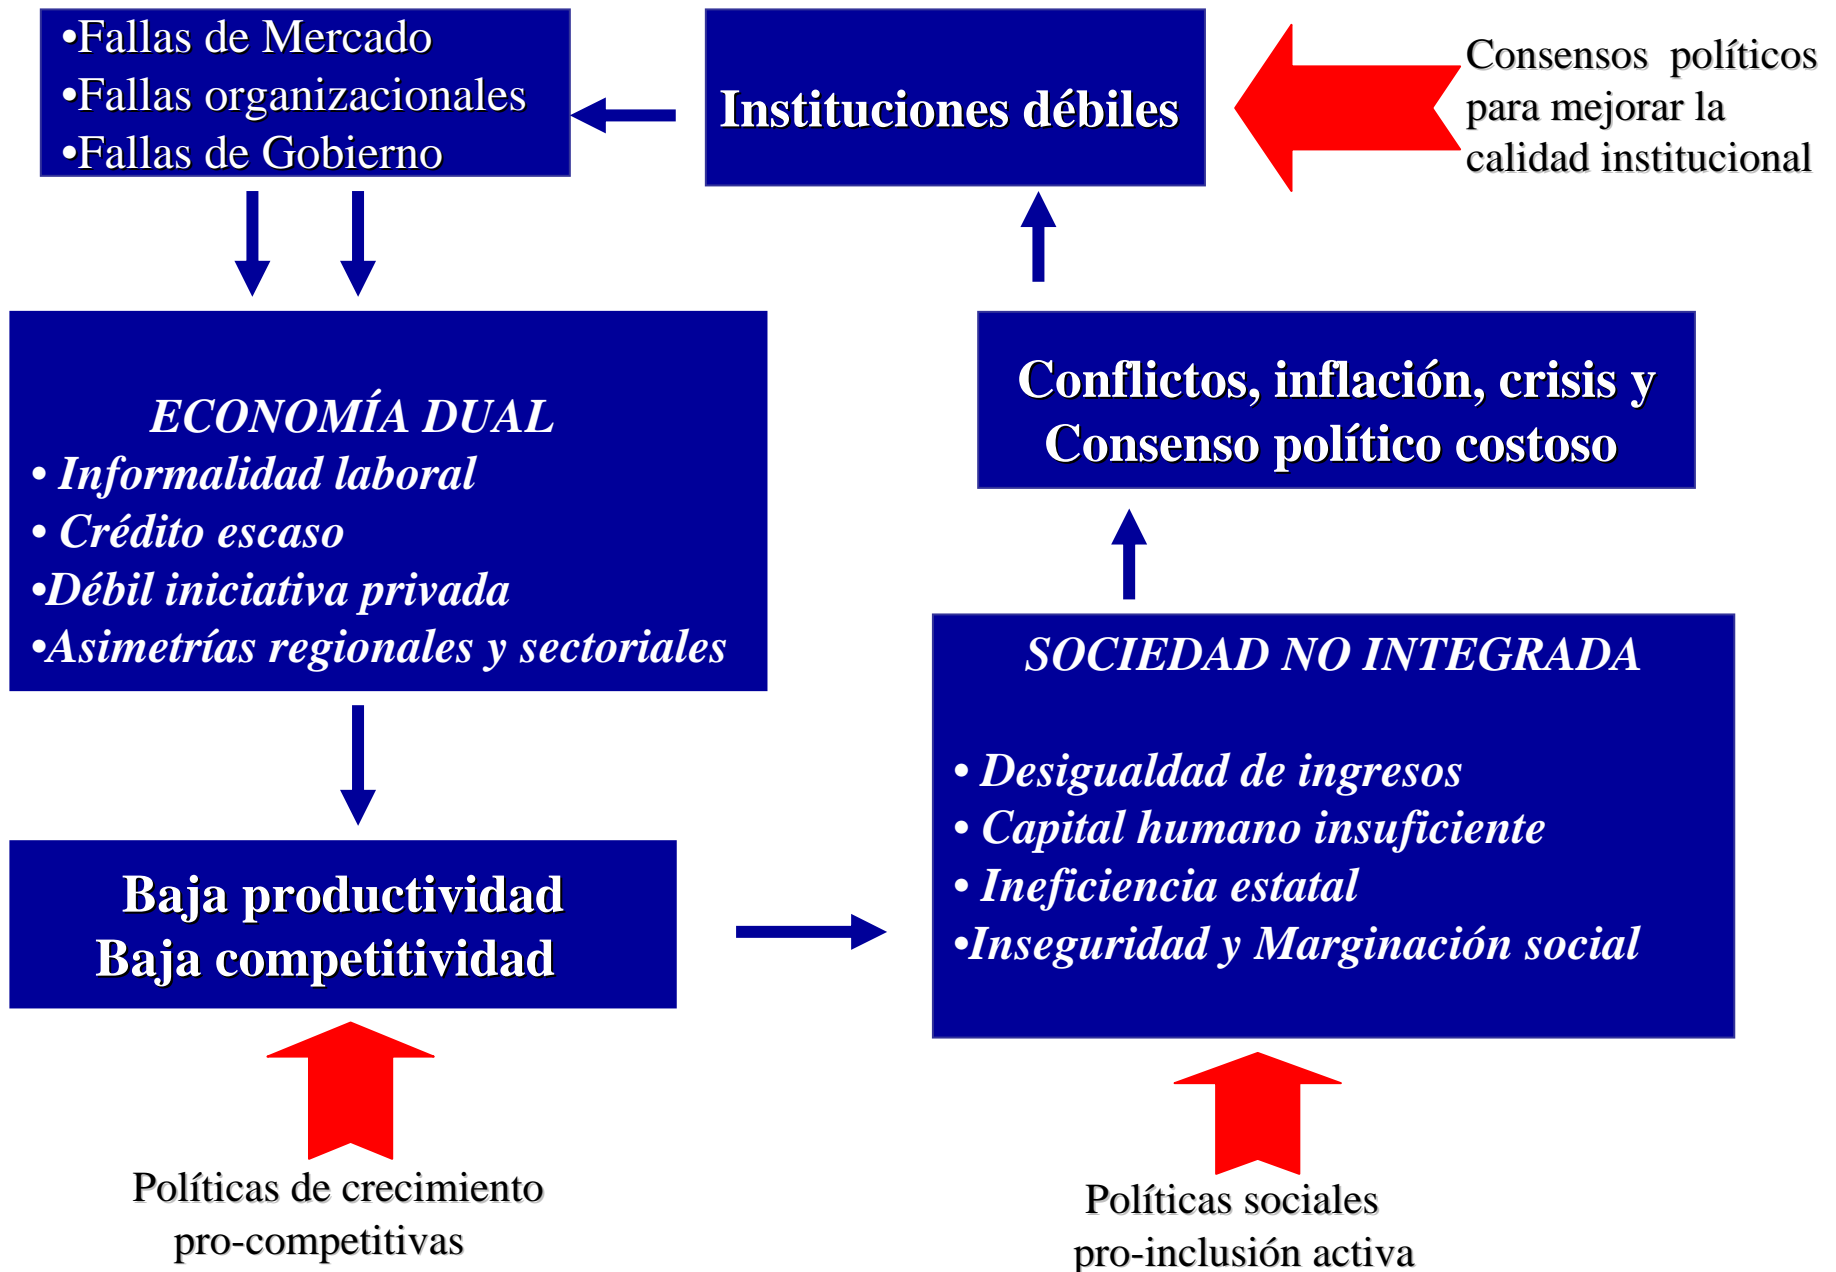 •Fallas de Mercado
•Fallas organizacionales
•Fallas de Gobierno
Instituciones débiles
Consensos políticos
para mejorar la
calidad institucional
ECONOMÍA DUAL
• Informalidad laboral
• Crédito escaso
•Débil iniciativa privada
•Asimetrías regionales y sectoriales
Conflictos, inflación, crisis y
Consenso político costoso
SOCIEDAD NO INTEGRADA
• Desigualdad de ingresos
• Capital humano insuficiente
• Ineficiencia estatal
•Inseguridad y Marginación social
Baja productividad
Baja competitividad
Políticas de crecimiento
pro-competitivas
Políticas sociales
pro-inclusión activa